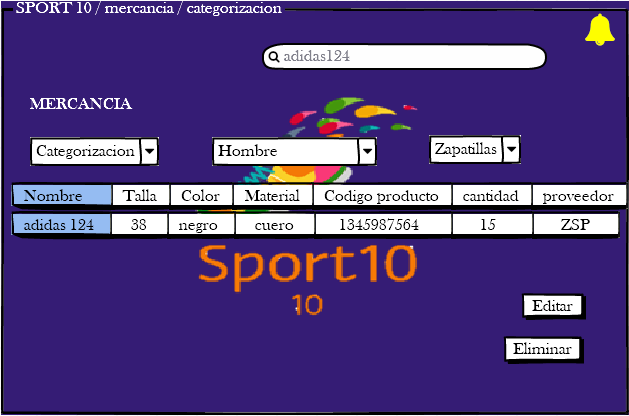 SPORT 10 / mercancia / categorizacion
adidas124
MERCANCIA
Categorizacion Hombre Zapatillas
Nombre Talla Color Material Codigo producto cantidad proveedor
adidas 124 38 negro cuero 1345987564 15 ZSP
Sport10
10
Editar
Eliminar